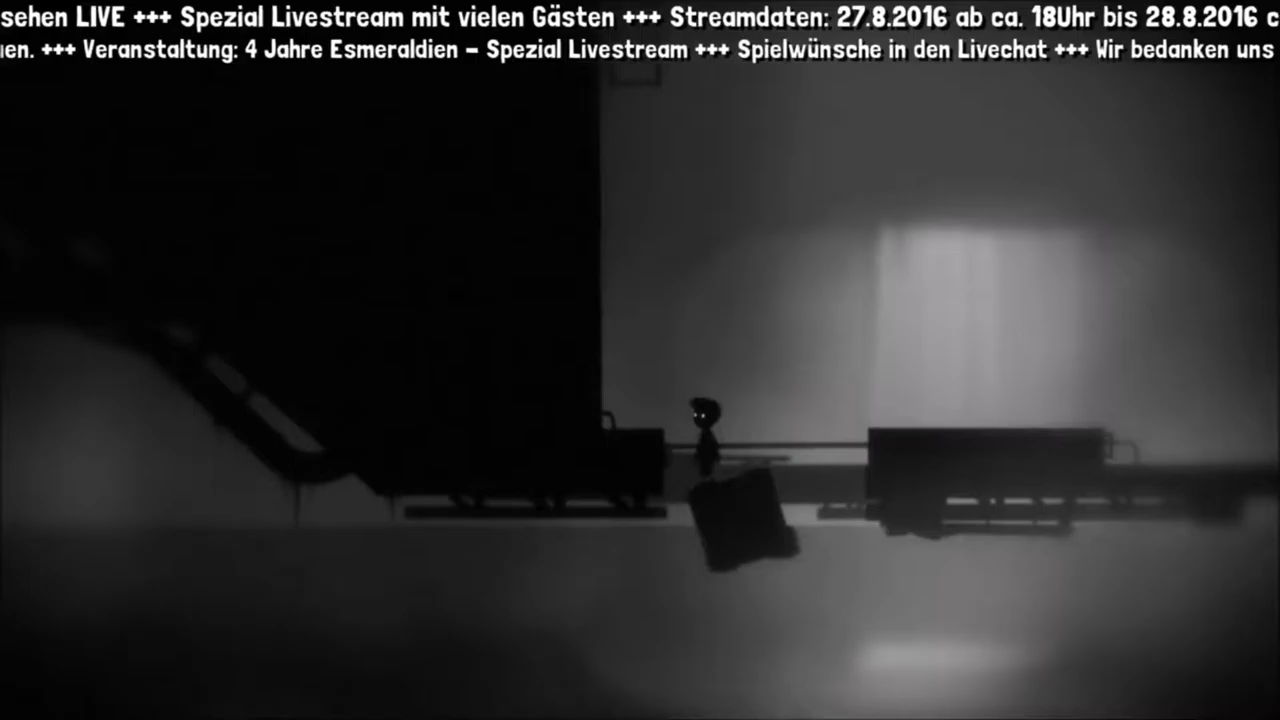 sehen LIVE +++ Spezial Livestream mit vielen Gästen +++ Streamdaten: 27.8.2016 ab ca. 18Uhr bis 28.8.2016 c
en. +++ Veranstaltung: 4 Jahre Esmeraldien - Spezial Livestream +++ Spielwünsche in den Livechat +++ Wir bedanken uns